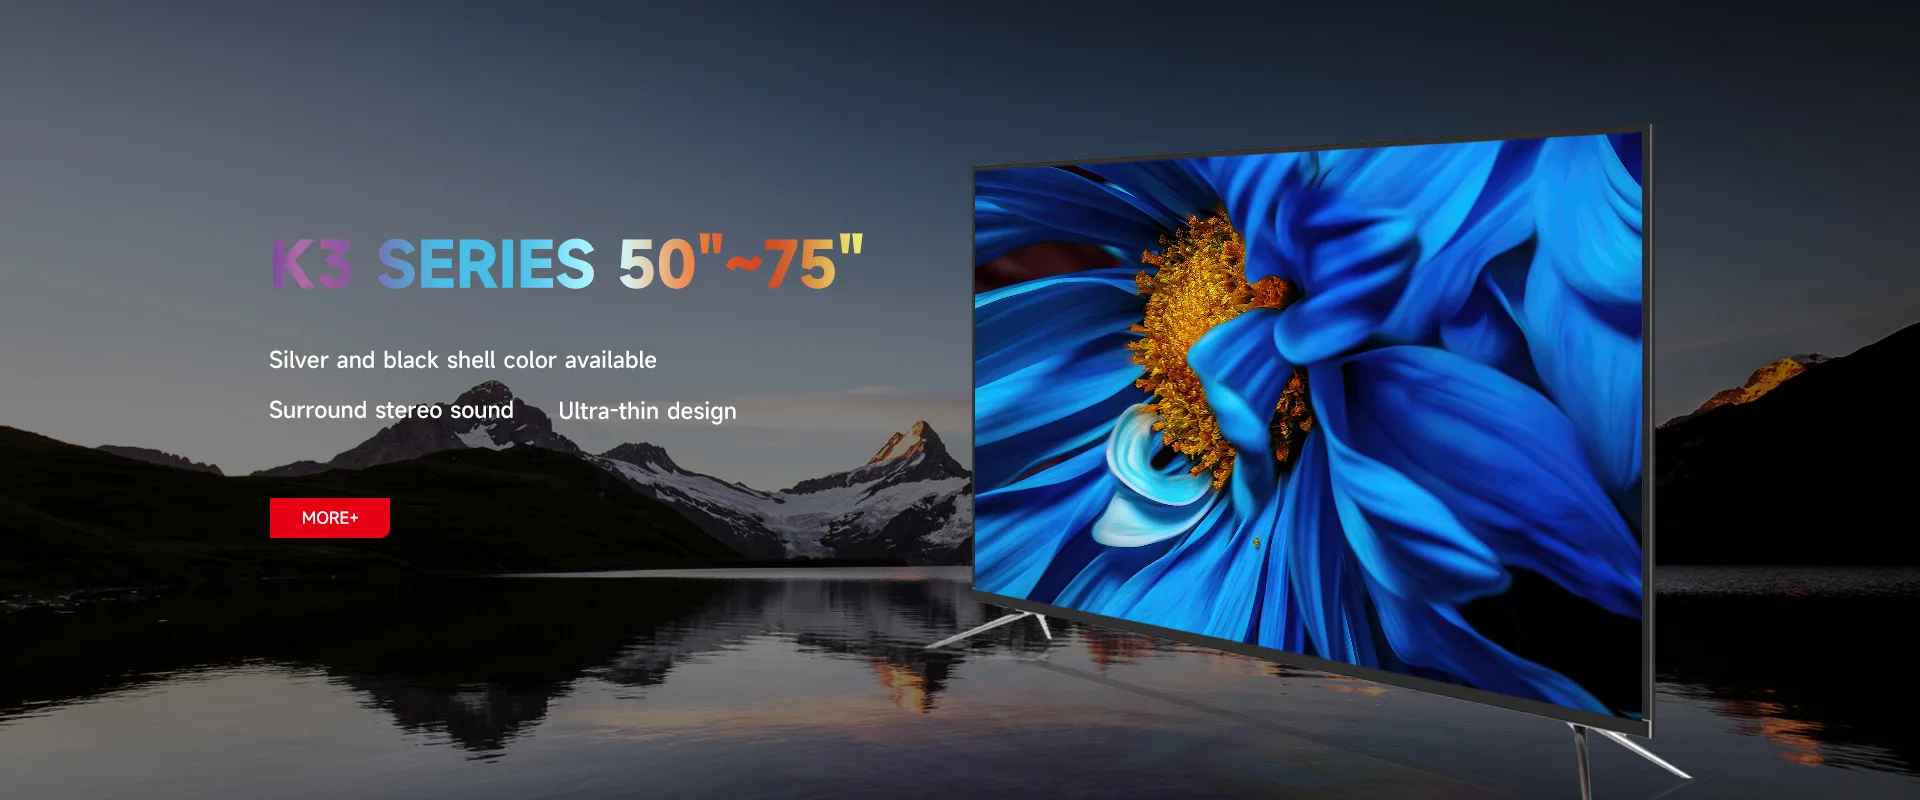 K3 SERIES 50"~75"
Silver and black shell color available
Surround stereo sound Ultra-thin design
MORE+